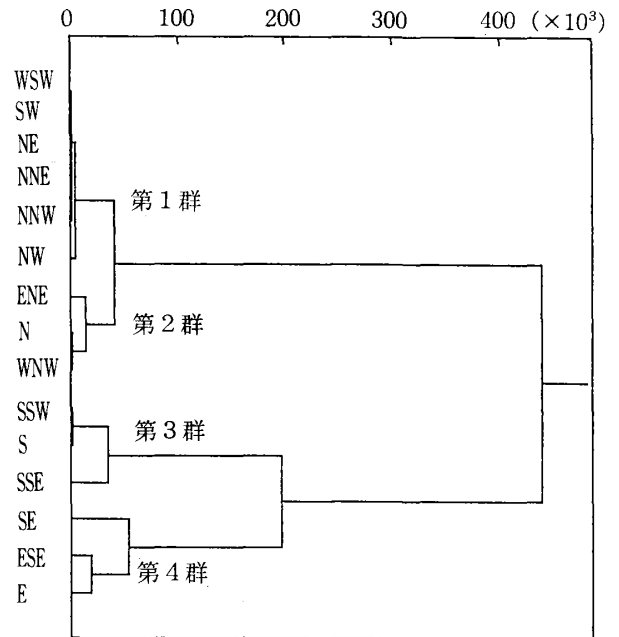 0 100 200 300 400 (×10³)
WSW
SW
NE
NNE
第1群
NNW
NW
ENE
第2群
N
WNW
SSW
第3群
S
SSE
SE
ESE
第4群
E